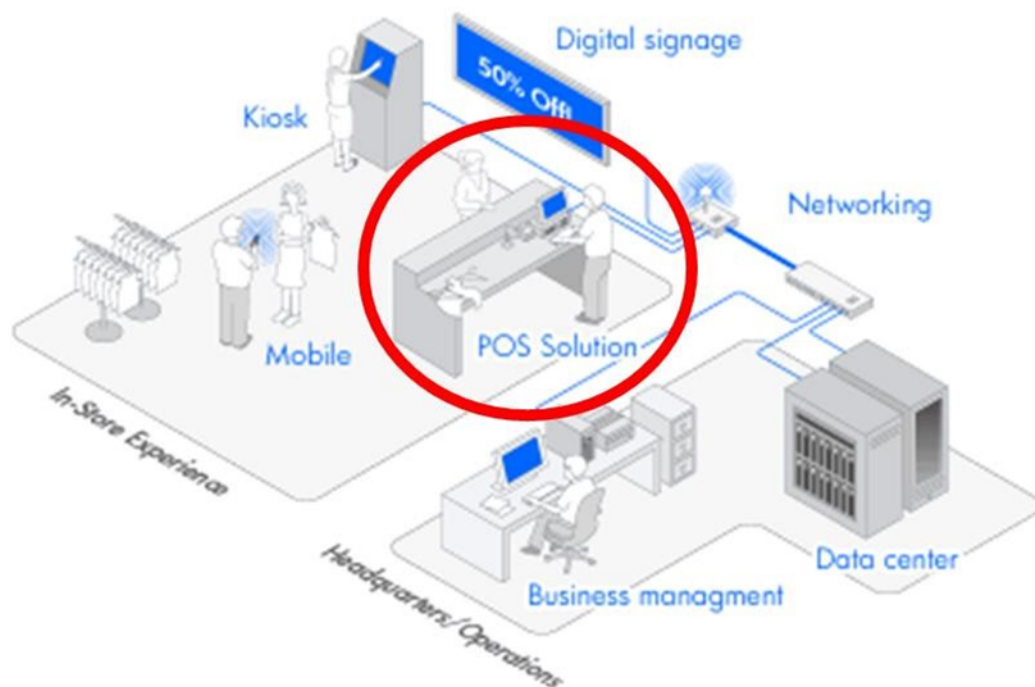 Digital signage
50% Off!
Kiosk
Networking
Mobile
POS Solution
In-Store Experience
Data center
Business managment
Headquarters/Operations